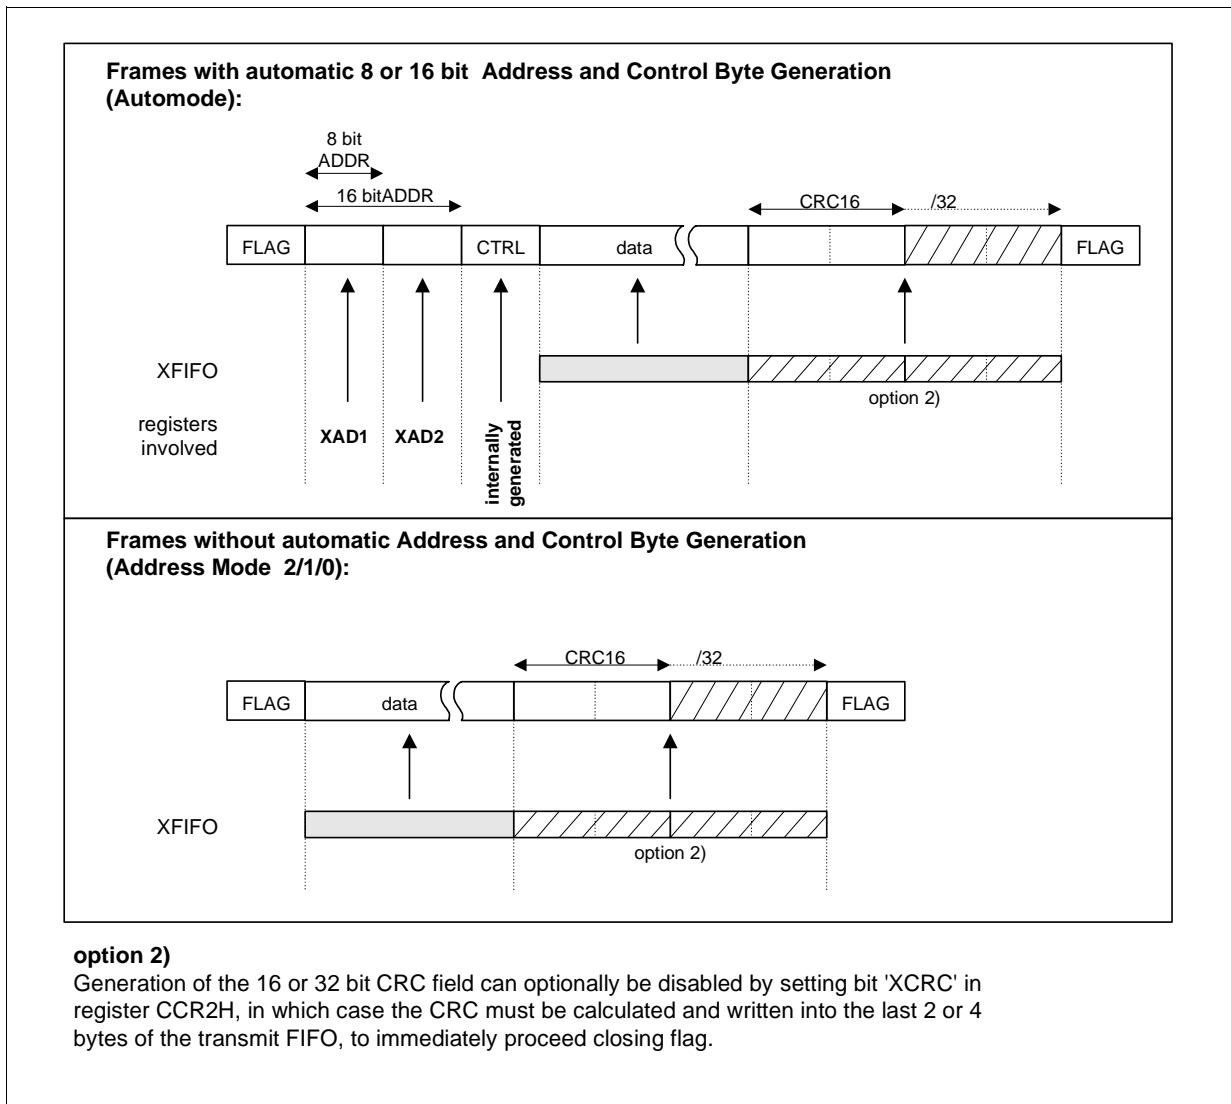 Frames with automatic 8 or 16 bit  Address and Control Byte Generation
(Automode):
8 bit
ADDR
16 bitADDR
CRC16
/32
FLAG
CTRL
data
FLAG
XFIFO
option 2)
registers
involved
XAD1
XAD2
internally
generated
Frames without automatic Address and Control Byte Generation
(Address Mode  2/1/0):
CRC16
/32
FLAG
data
FLAG
XFIFO
option 2)
option 2)
Generation of the 16 or 32 bit CRC field can optionally be disabled by setting bit 'XCRC' in
register CCR2H, in which case the CRC must be calculated and written into the last 2 or 4
bytes of the transmit FIFO, to immediately proceed closing flag.